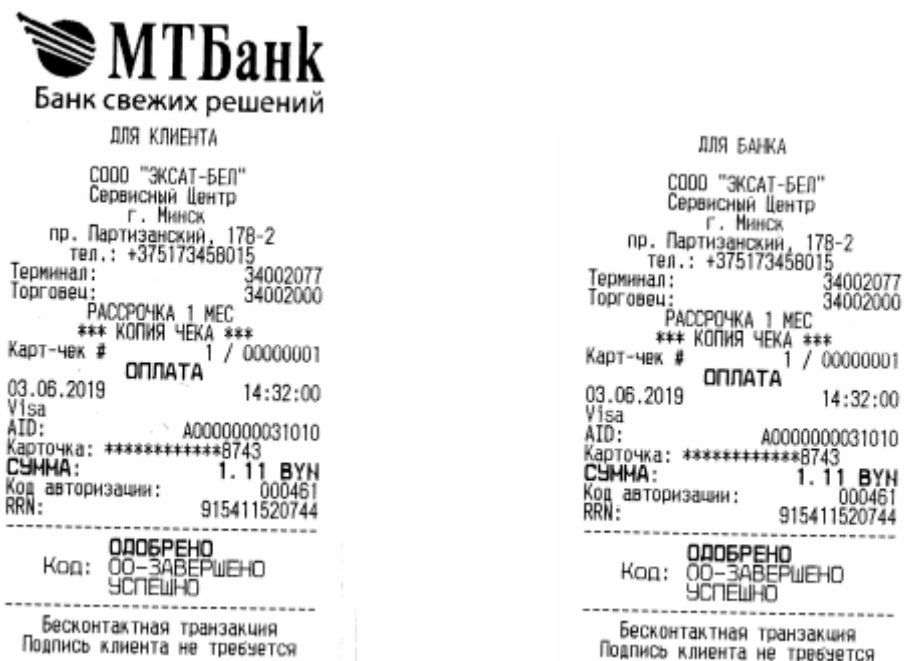 МТБанк
Банк свежих решений
ДЛЯ КЛИЕНТА
СООО "ЭКСАТ-БЕЛ"
Сервисный Центр
г. Минск
пр. Партизанский, 178-2
тел.: +375173458015
Терминал: 34002077
Торговец: 34002000
РАССРОЧКА 1 МЕС
*** КОПИЯ ЧЕКА ***
Карт-чек # 1 / 00000001
ОПЛАТА
03.06.2019 14:32:00
Visa
AID: A0000000031010
Карточка: ************8743
СУММА: 1.11 BYN
Код авторизации: 000461
RRN: 915411520744
ОДОБРЕНО
Код: 00-ЗАВЕРШЕНО
УСПЕШНО
Бесконтактная транзакция
Подпись клиента не требуется
ДЛЯ БАНКА
СООО "ЭКСАТ-БЕЛ"
Сервисный Центр
г. Минск
пр. Партизанский, 178-2
тел.: +375173458015
Терминал: 34002077
Торговец: 34002000
РАССРОЧКА 1 МЕС
*** КОПИЯ ЧЕКА ***
Карт-чек # 1 / 00000001
ОПЛАТА
03.06.2019 14:32:00
Visa
AID: A0000000031010
Карточка: ************8743
СУММА: 1.11 BYN
Код авторизации: 000461
RRN: 915411520744
ОДОБРЕНО
Код: 00-ЗАВЕРШЕНО
УСПЕШНО
Бесконтактная транзакция
Подпись клиента не требуется